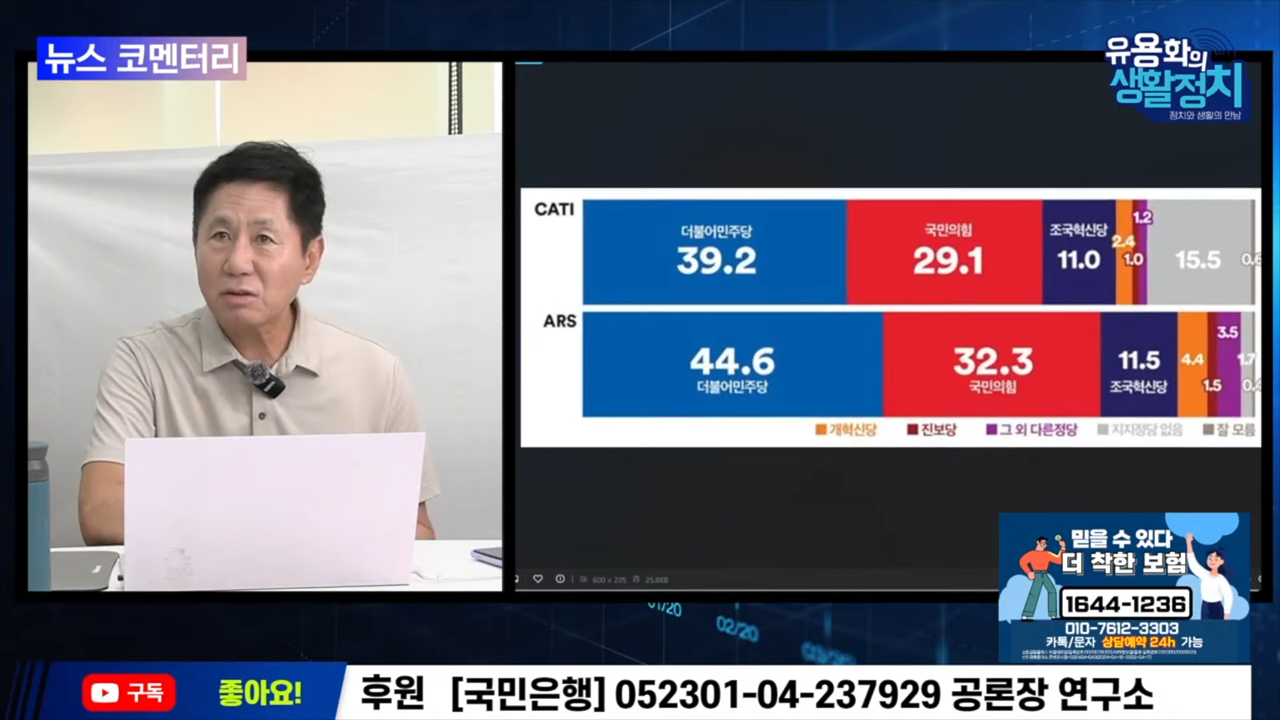 뉴스 코멘터리
유용화의
생활정치
정치와 생활의 만남
CATI
더불어민주당
39.2
국민의힘
29.1
조국혁신당
11.0
2.4
1.0
1.2
15.5
0.6
ARS
44.6
더불어민주당
32.3
국민의힘
11.5
조국혁신당
4.4
1.5
3.5
1.7
개혁신당
진보당
그 외 다른정당
지지정당 없음
잘 모름
600 x 205
25.8KB
믿을 수 있다
더 착한 보험
1644-1236
010-7612-3303
카톡/문자 상담예약 24h 가능
01/20
02/20
구독
좋아요!
후원 [국민은행] 052301-04-237929 공론장 연구소